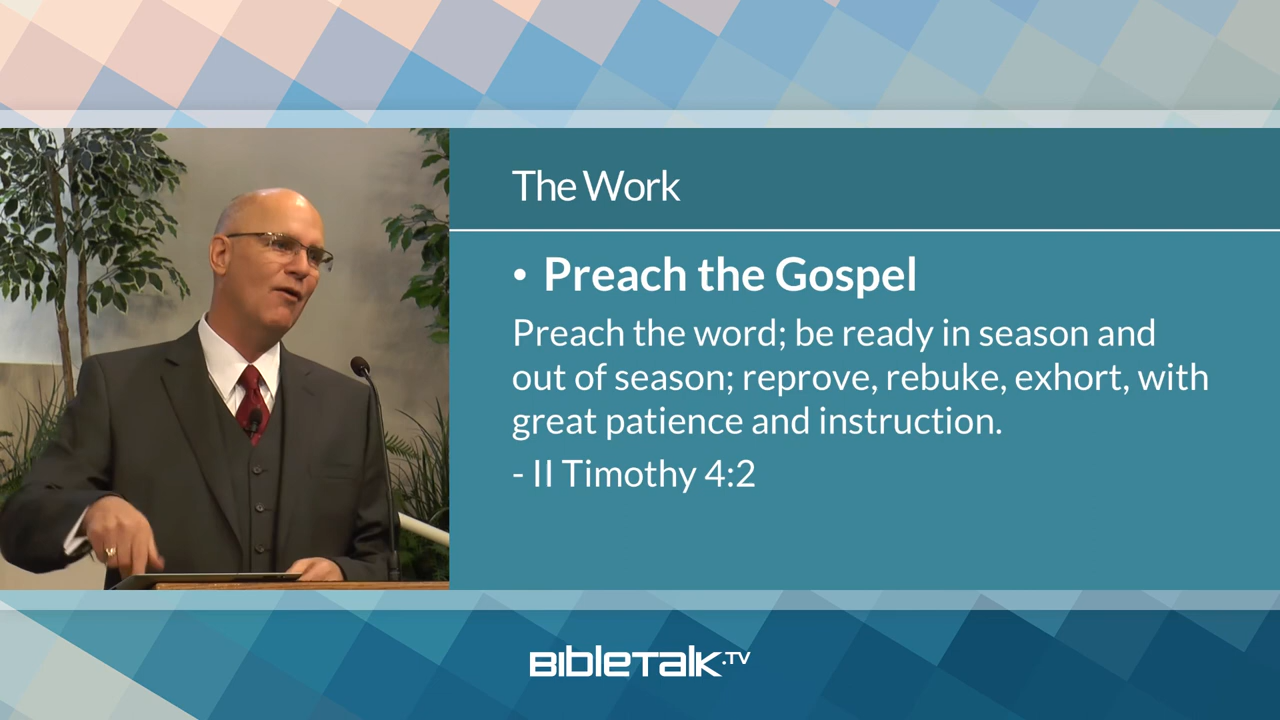 The Work
• Preach the Gospel
Preach the word; be ready in season and
out of season; reprove, rebuke, exhort, with
great patience and instruction.
- II Timothy 4:2
BIBLETALK.TV